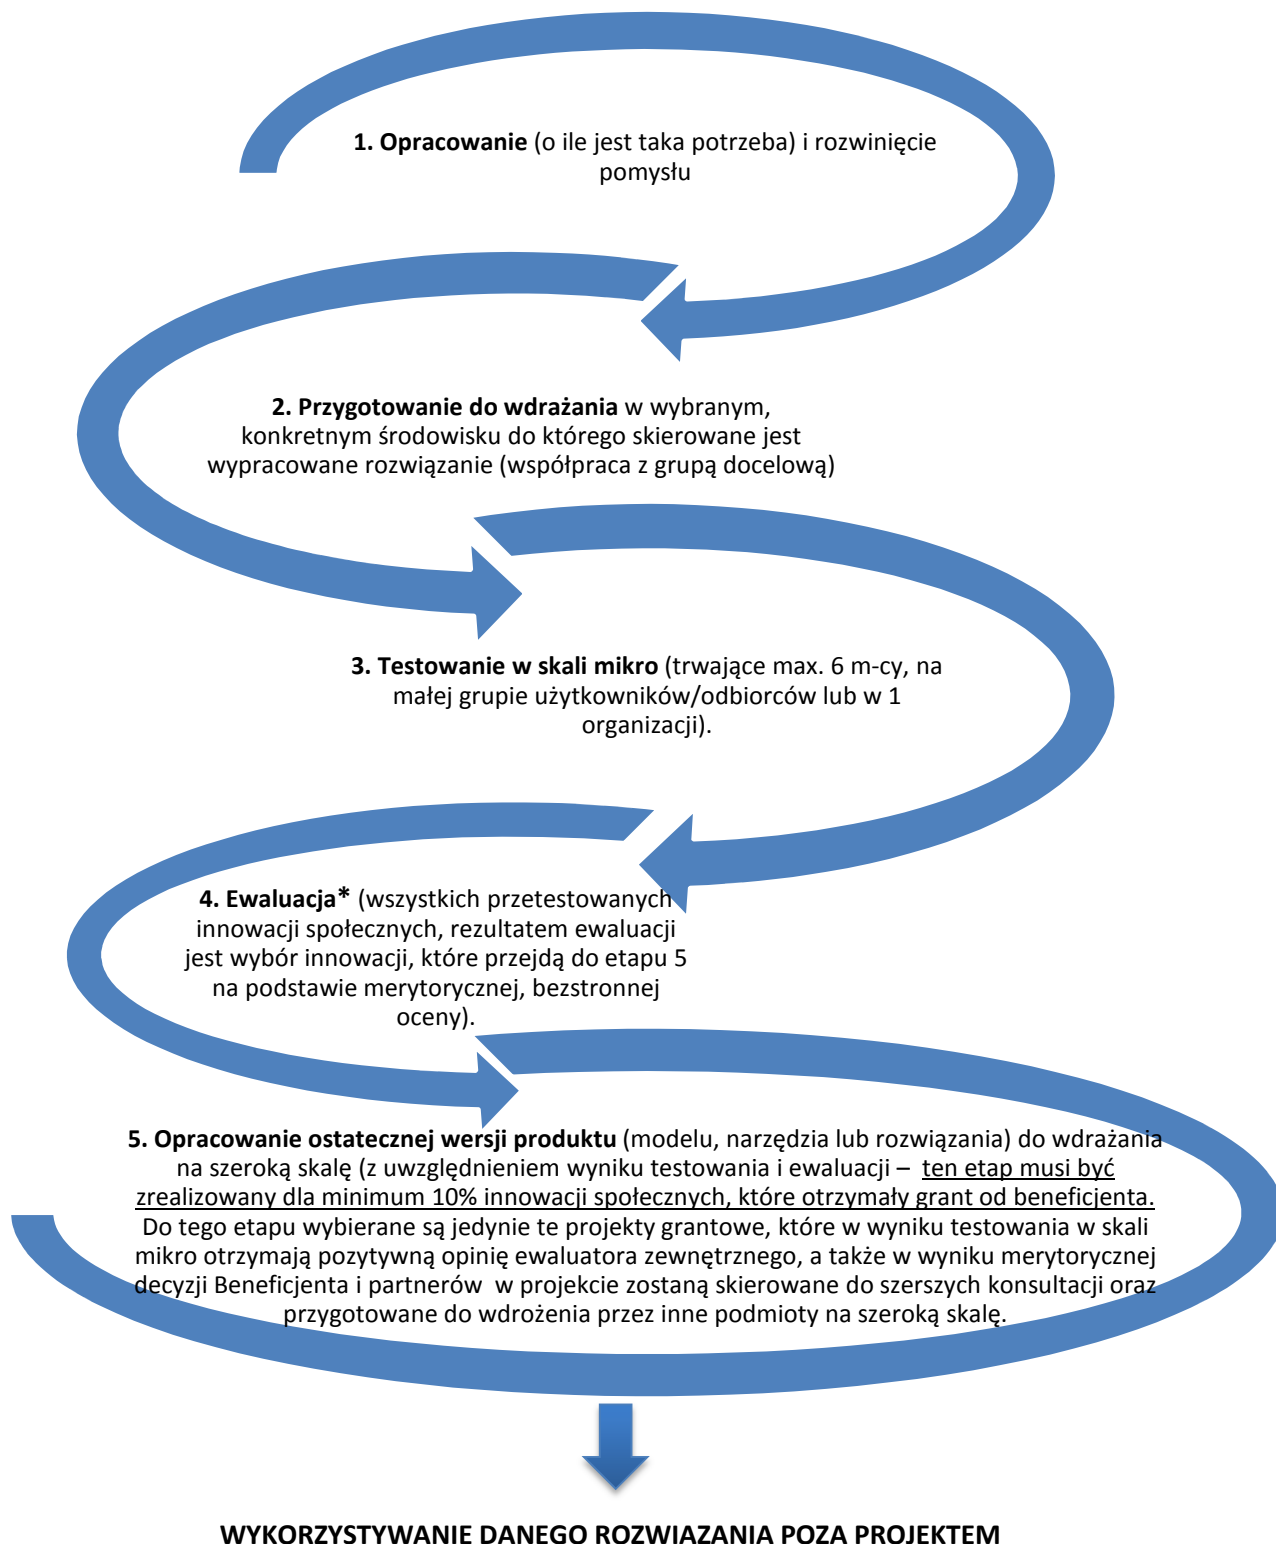 1. Opracowanie (o ile jest taka potrzeba) i rozwinięcie
pomysłu
2. Przygotowanie do wdrażania w wybranym,
konkretnym środowisku do którego skierowane jest
wypracowane rozwiązanie (współpraca z grupą docelową)
3. Testowanie w skali mikro (trwające max. 6 m-cy, na
małej grupie użytkowników/odbiorców lub w 1
organizacji).
4. Ewaluacja* (wszystkich przetestowanych
innowacji społecznych, rezultatem ewaluacji
jest wybór innowacji, które przejdą do etapu 5
na podstawie merytorycznej, bezstronnej
oceny).
5. Opracowanie ostatecznej wersji produktu (modelu, narzędzia lub rozwiązania) do wdrażania
na szeroką skalę (z uwzględnieniem wyniku testowania i ewaluacji – ten etap musi być
zrealizowany dla minimum 10% innowacji społecznych, które otrzymały grant od beneficjenta.
Do tego etapu wybierane są jedynie te projekty grantowe, które w wyniku testowania w skali
mikro otrzymają pozytywną opinię ewaluatora zewnętrznego, a także w wyniku merytorycznej
decyzji Beneficjenta i partnerów w projekcie zostaną skierowane do szerszych konsultacji oraz
przygotowane do wdrożenia przez inne podmioty na szeroką skalę.
WYKORZYSTYWANIE DANEGO ROZWIAZANIA POZA PROJEKTEM